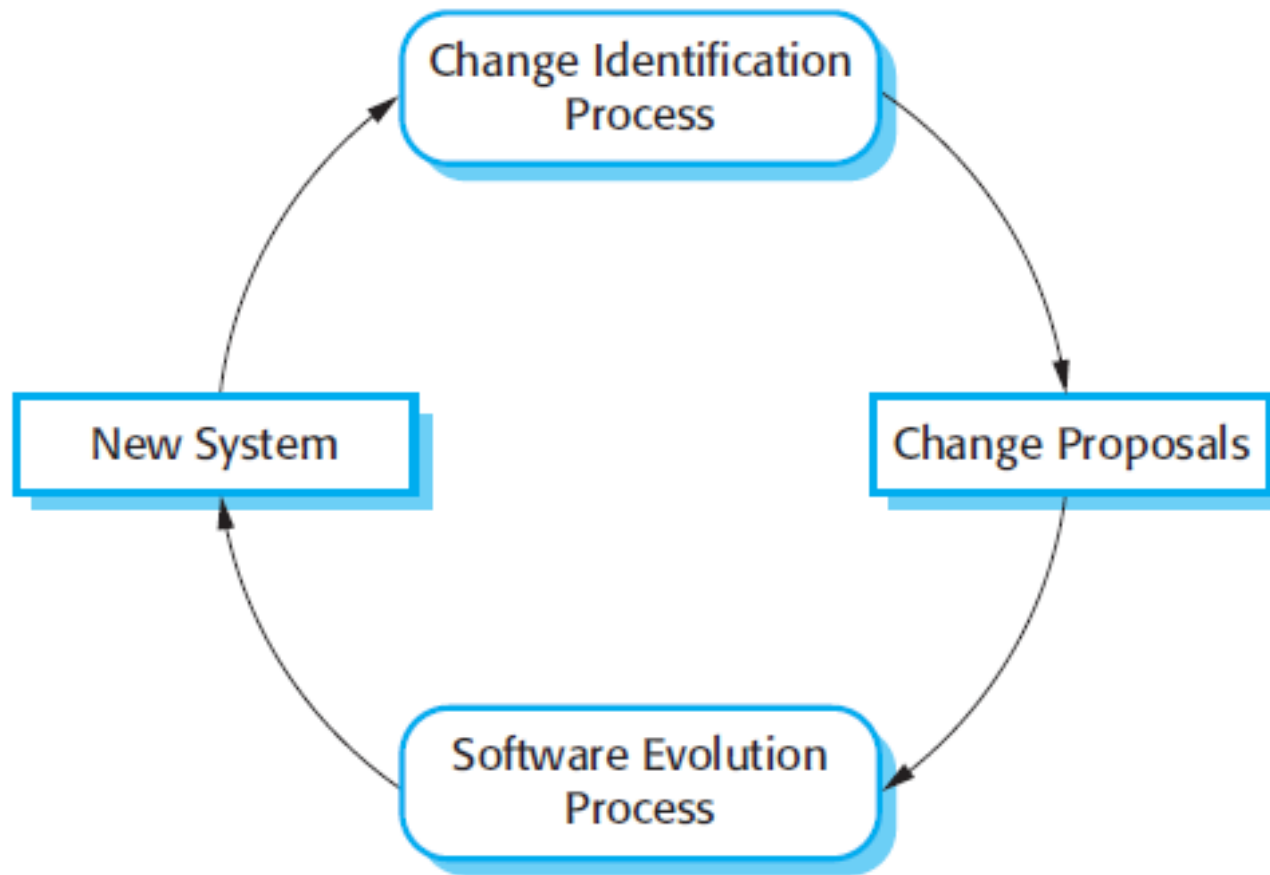 Change Identification
Process
New System
Change Proposals
Software Evolution
Process